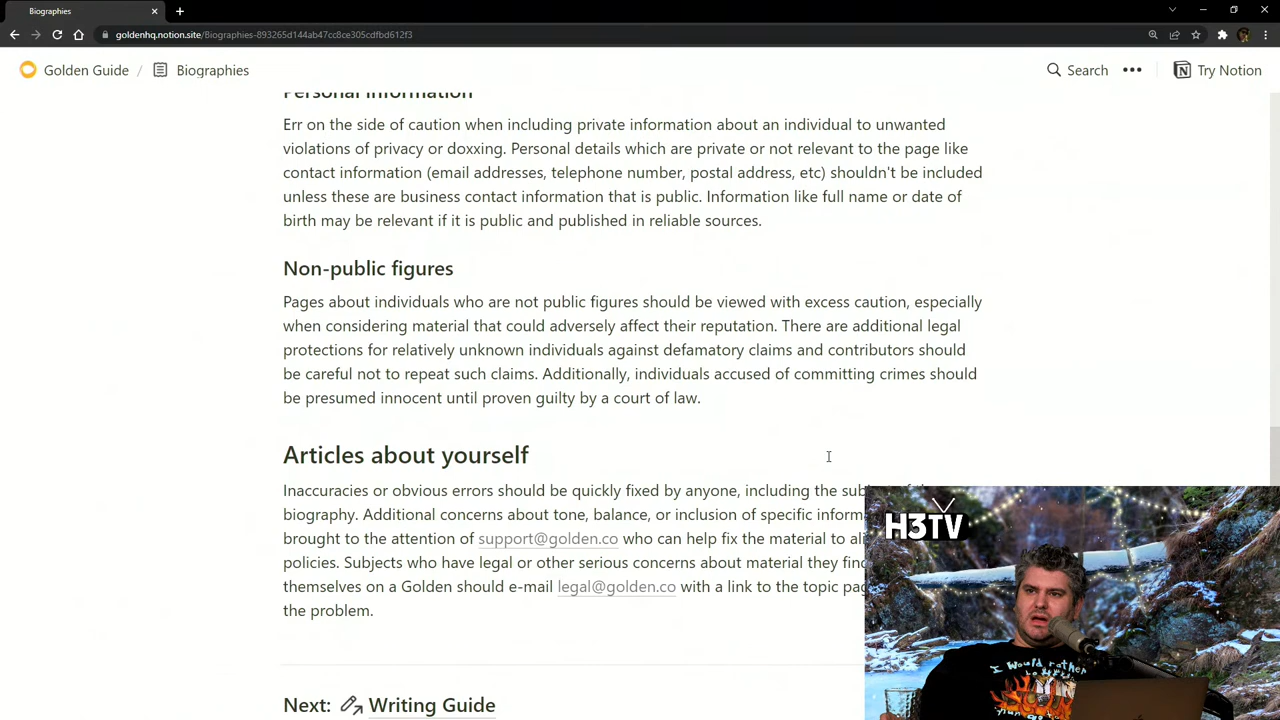 Biographies
goldenhq.notion.site/Biographies-893265d144ab47cc8ce305cdfbd612f3
Golden Guide / Biographies
Search ••• Try Notion
Personal Information
Err on the side of caution when including private information about an individual to unwanted
violations of privacy or doxxing. Personal details which are private or not relevant to the page like
contact information (email addresses, telephone number, postal address, etc) shouldn't be included
unless these are business contact information that is public. Information like full name or date of
birth may be relevant if it is public and published in reliable sources.
Non-public figures
Pages about individuals who are not public figures should be viewed with excess caution, especially
when considering material that could adversely affect their reputation. There are additional legal
protections for relatively unknown individuals against defamatory claims and contributors should
be careful not to repeat such claims. Additionally, individuals accused of committing crimes should
be presumed innocent until proven guilty by a court of law.
Articles about yourself
Inaccuracies or obvious errors should be quickly fixed by anyone, including the
biography. Additional concerns about tone, balance, or inclusion of specific
brought to the attention of support@golden.co who can help fix the material to
policies. Subjects who have legal or other serious concerns about material they
themselves on a Golden should e-mail legal@golden.co with a link to the topic
the problem.
H3TV
I Would rather
Next: Writing Guide